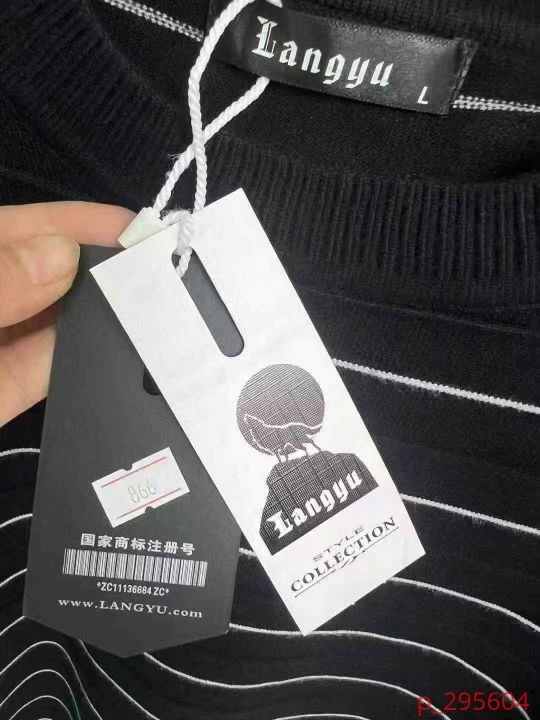 Langyu
L
Langyu
STYLE
COLLECTION
866
国家商标注册号
*ZC11136684 ZC*
www.LANGYU.com
p_295604